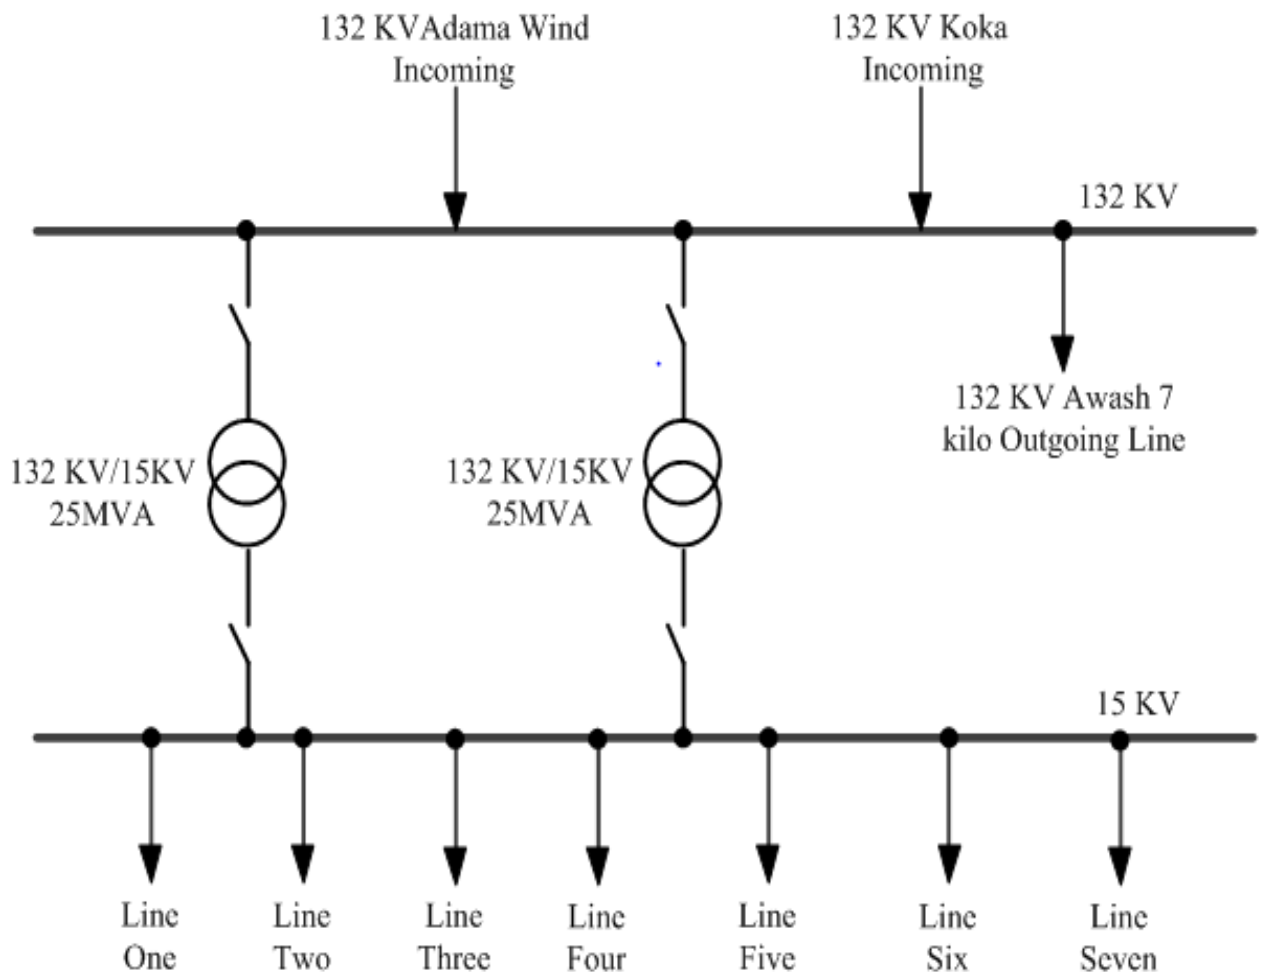 132 KVAdama Wind
Incoming
132 KV Koka
Incoming
132 KV
132 KV Awash 7
kilo Outgoing Line
132 KV/15KV
25MVA
132 KV/15KV
25MVA
15 KV
Line
One
Line
Two
Line
Three
Line
Four
Line
Five
Line
Six
Line
Seven